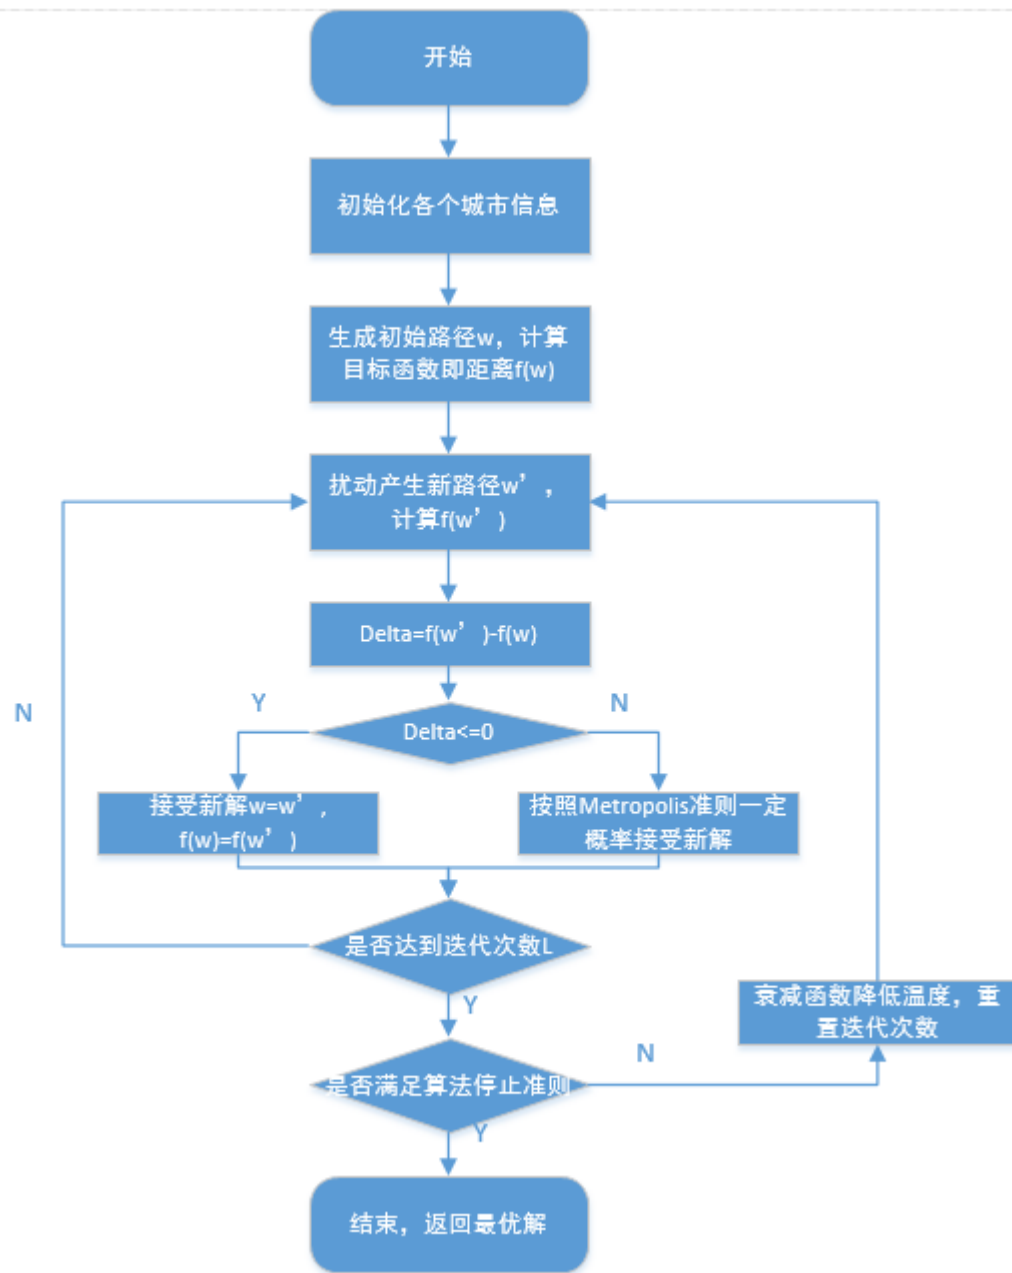 开始
初始化各个城市信息
生成初始路径w，计算
目标函数即距离f(w)
扰动产生新路径w’，
计算f(w’)
Delta=f(w’)-f(w)
Y
N
N
Delta<=0
接受新解w=w’,
f(w)=f(w’)
按照Metropolis准则一定
概率接受新解
是否达到迭代次数L
Y
衰减函数降低温度，重
置迭代次数
N
是否满足算法停止准则
Y
结束，返回最优解